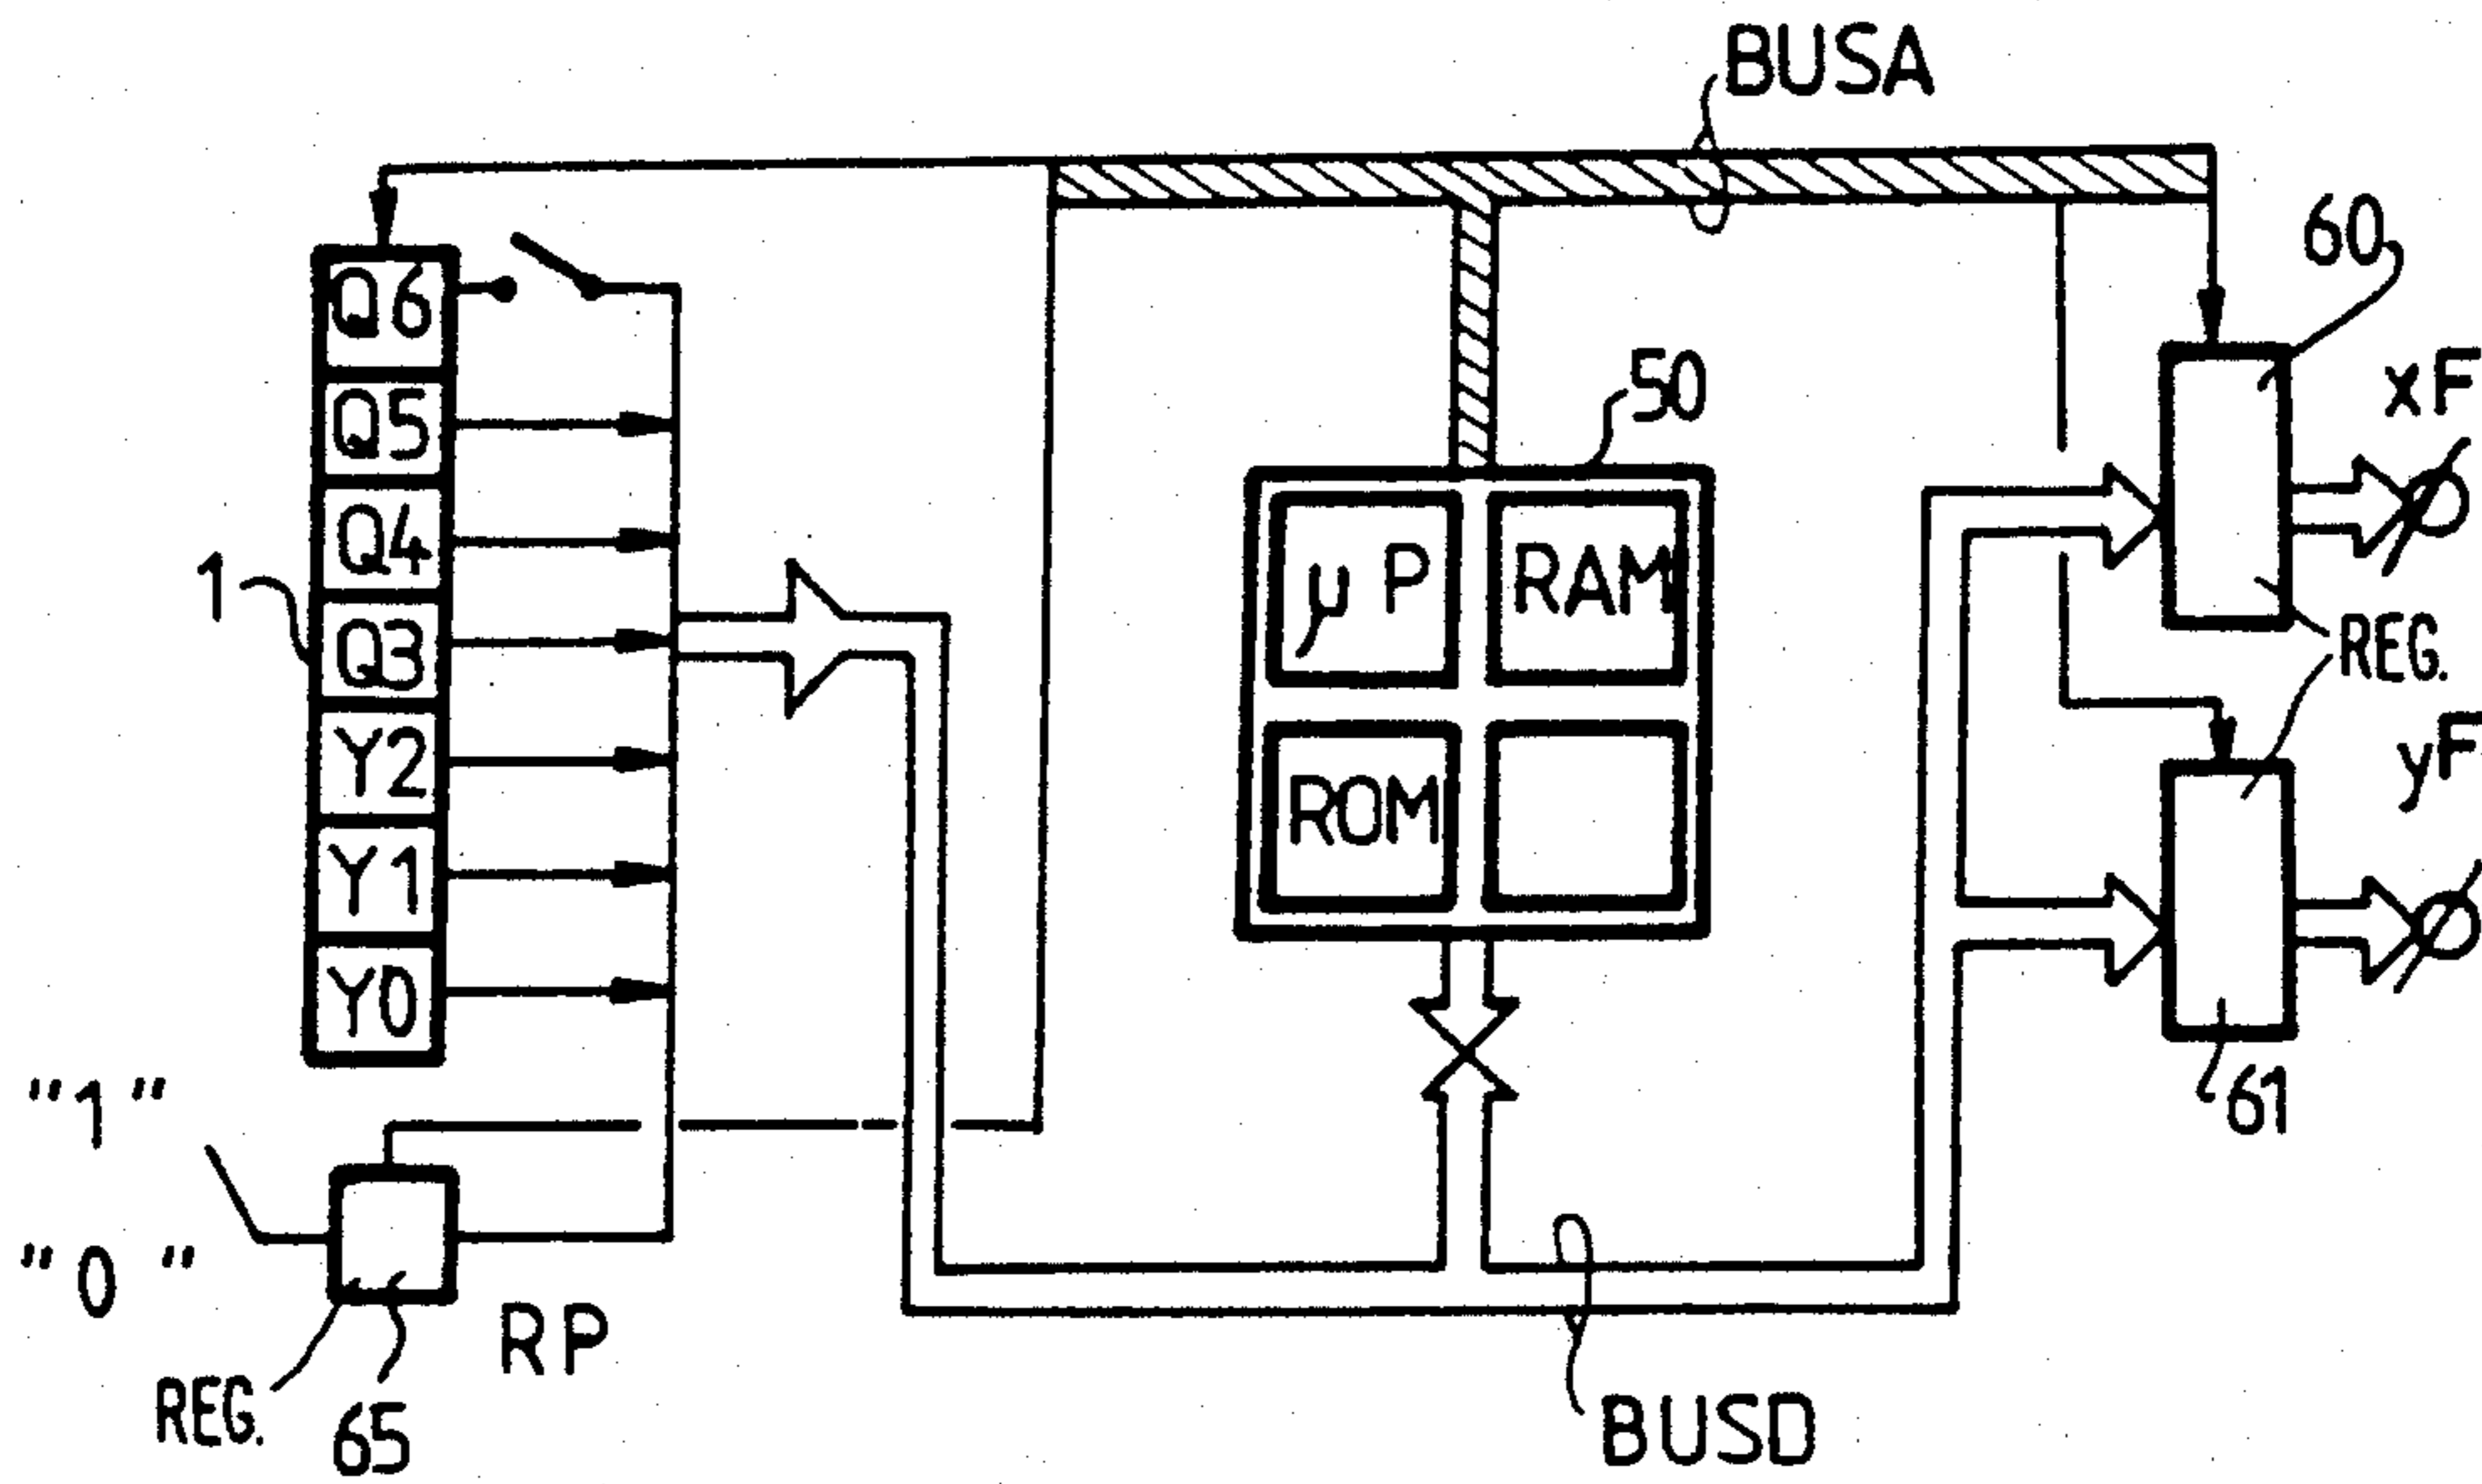 BUSA
60
Q6
xF
50
Q5
Q4
1
µP
RAM
Q3
REG.
Y2
yF
ROM
Y1
Y0
"1"
61
"0"
RP
REG.
65
BUSD